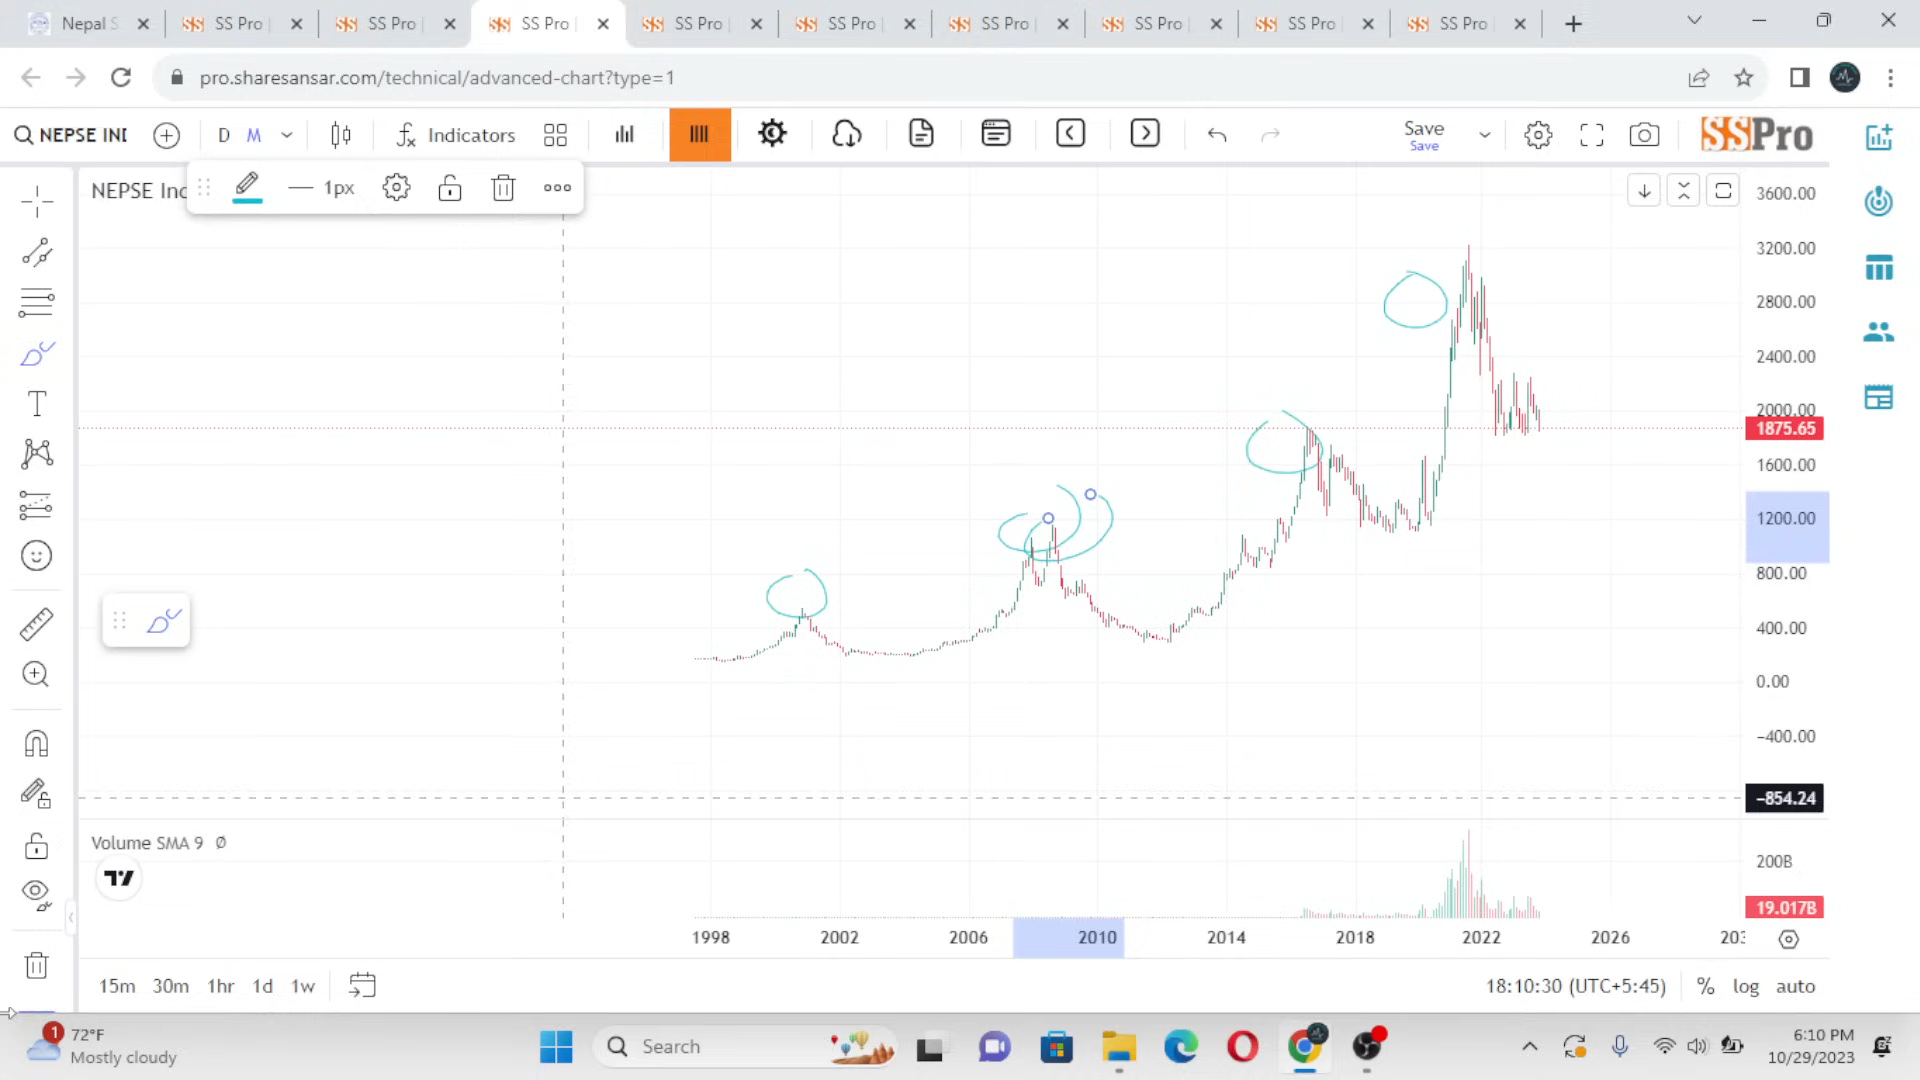 Nepal S
SS Pro
SS Pro
SS Pro
SS Pro
SS Pro
SS Pro
SS Pro
SS Pro
SS Pro
pro.sharesansar.com/technical/advanced-chart?type=1
NEPSE INI
D M
Indicators
Save
Save
SSPro
NEPSE Inc
1px
3600.00
3200.00
2800.00
2400.00
2000.00
1875.65
1600.00
1200.00
800.00
400.00
0.00
−400.00
−854.24
Volume SMA 9 Ø
200B
19.017B
1998 2002 2006 2010 2014 2018 2022 2026 203
15m 30m 1hr 1d 1w
18:10:30 (UTC+5:45) % log auto
1
72°F
Mostly cloudy
Search
6:10 PM
10/29/2023